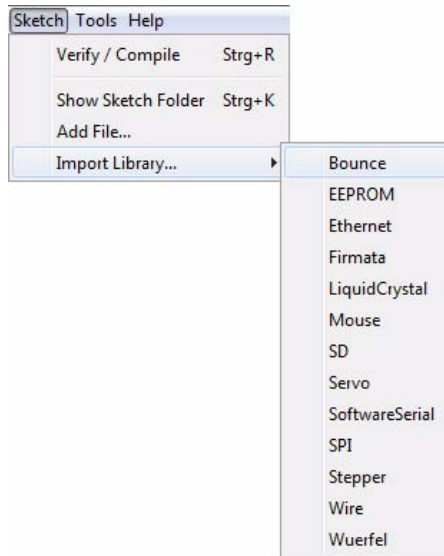 Sketch Tools Help
Verify / Compile Strg+R
Show Sketch Folder Strg+K
Add File...
Import Library...
Bounce
EEPROM
Ethernet
Firmata
LiquidCrystal
Mouse
SD
Servo
SoftwareSerial
SPI
Stepper
Wire
Wuerfel